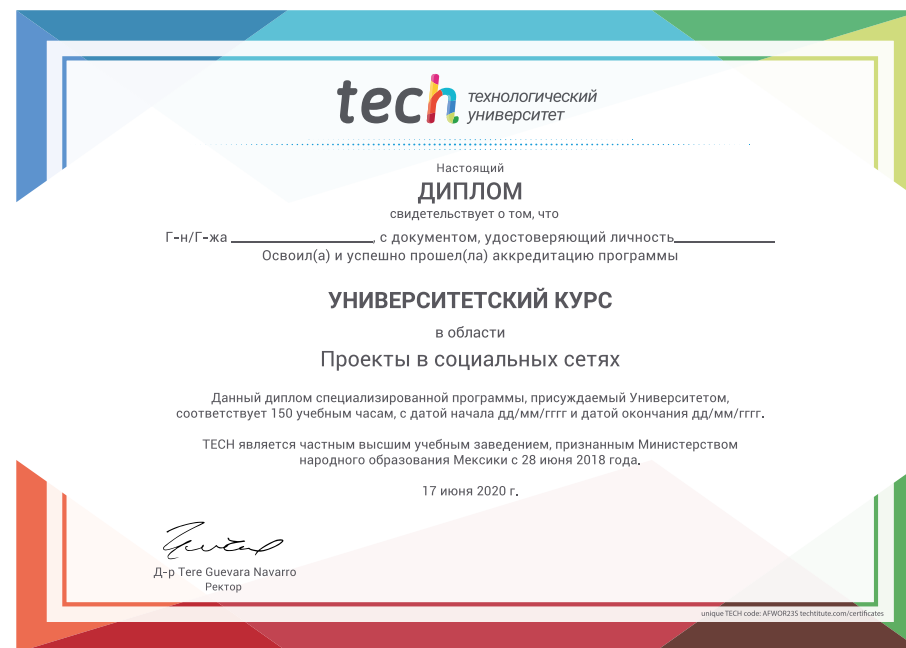 tech технологический
университет
Настоящий
ДИПЛОМ
свидетельствует о том, что
Г-н/Г-жа ____________________, с документом, удостоверяющий личность______________
Освоил(а) и успешно прошел(ла) аккредитацию программы
УНИВЕРСИТЕТСКИЙ КУРС
в области
Проекты в социальных сетях
Данный диплом специализированной программы, присуждаемый Университетом,
соответствует 150 учебным часам, с датой начала дд/мм/гггг и датой окончания дд/мм/гггг.
TECH является частным высшим учебным заведением, признанным Министерством
народного образования Мексики с 28 июня 2018 года.
17 июня 2020 г.
Д-р Tere Guevara Navarro
Ректор
unique TECH code: AFWOR23S techtitute.com/certificates